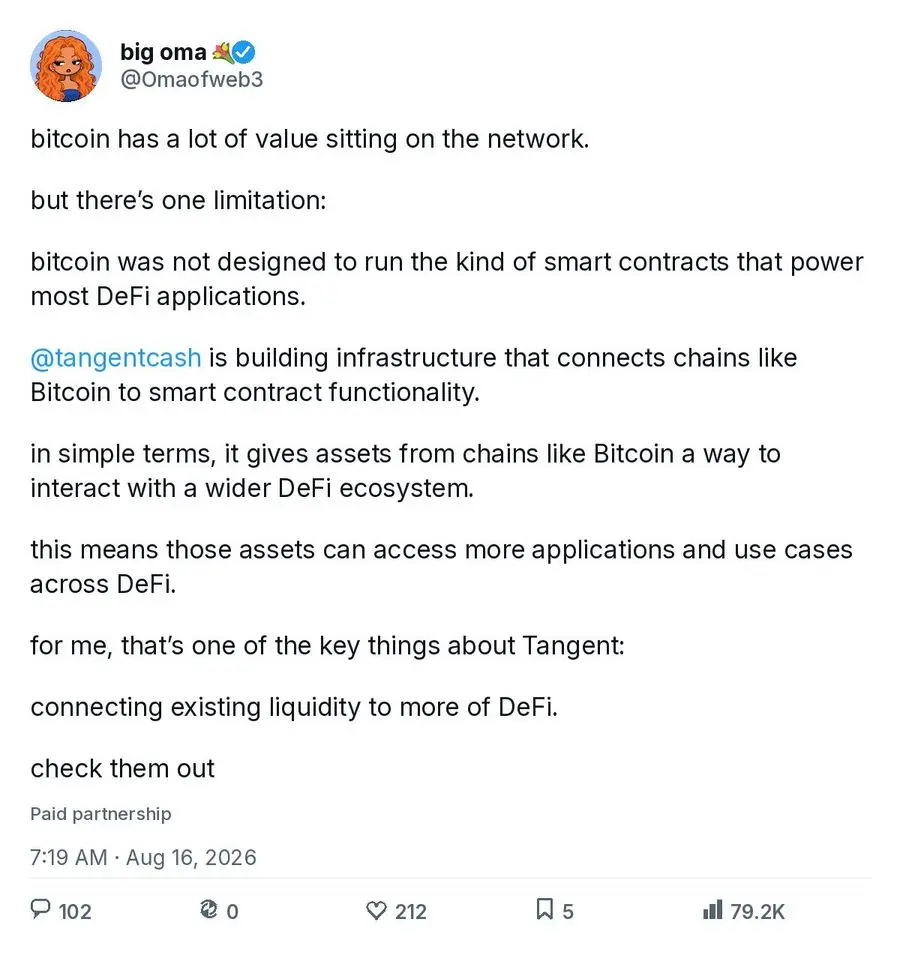 big oma 💐
@Omaofweb3
bitcoin has a lot of value sitting on the network.
but there’s one limitation:
bitcoin was not designed to run the kind of smart contracts that power
most DeFi applications.
@tangentcash is building infrastructure that connects chains like
Bitcoin to smart contract functionality.
in simple terms, it gives assets from chains like Bitcoin a way to
interact with a wider DeFi ecosystem.
this means those assets can access more applications and use cases
across DeFi.
for me, that’s one of the key things about Tangent:
connecting existing liquidity to more of DeFi.
check them out
Paid partnership
7:19 AM · Aug 16, 2026
102 0 212 5 79.2K